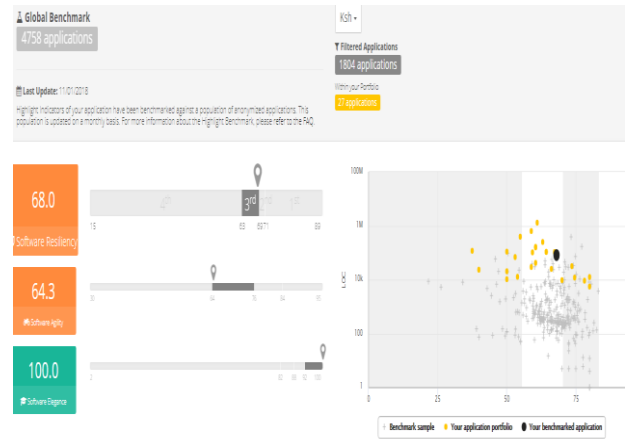 Global Benchmark
4758 applications
Last Update: 11/01/2018
Highlight Indicators of your application have been benchmarked against a population of anonymized applications. This
population is updated on a monthly basis. For more information about the Highlight Benchmark, please refer to the FAQ.
Ksh
Filtered Applications
1804 applications
Within your Portfolio
27 applications
68.0
Software Resiliency
3rd
1st
15
89
64.3
Software Agility
100.0
Software Elegance
100M
1M
10k
100
1
LOC
0
25
50
75
Benchmark sample
Your application portfolio
Your benchmarked application